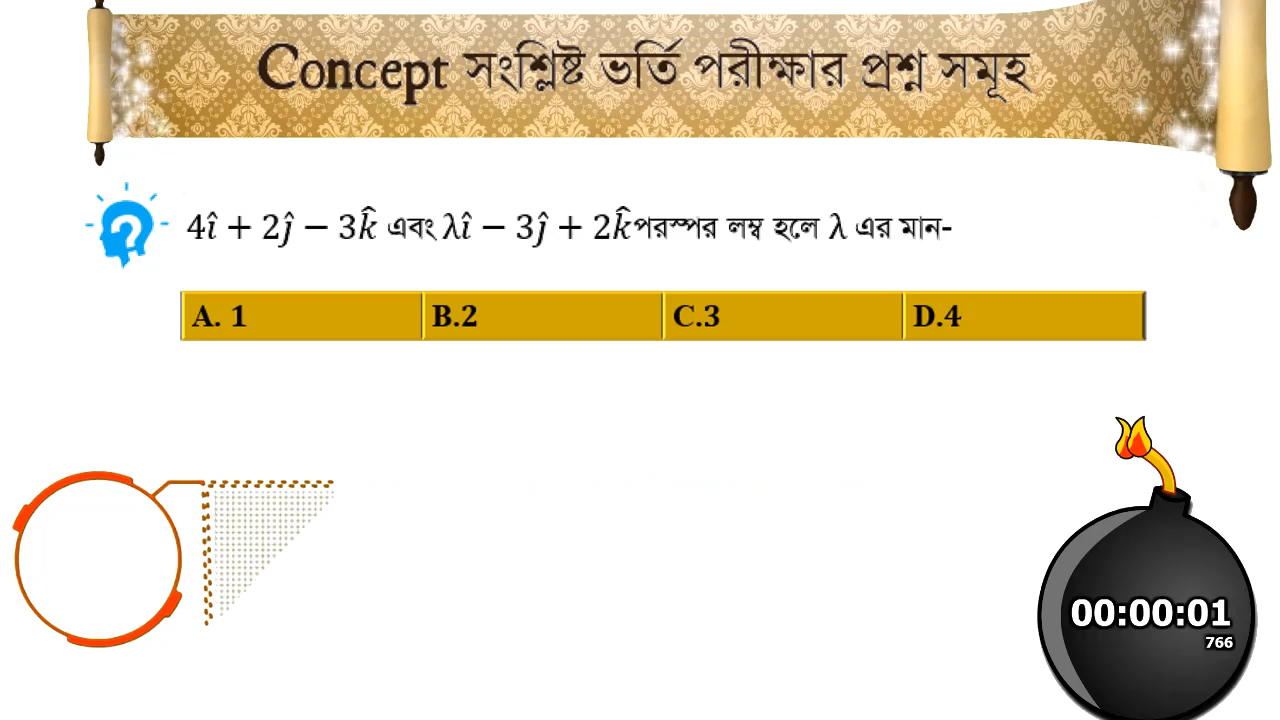 Concept সংশ্লিষ্ট ভর্তি পরীক্ষার প্রশ্ন সমূহ
4î + 2ĵ − 3k̂ এবং λî − 3ĵ + 2k̂ পরস্পর লম্ব হলে λ এর মান-
A. 1 B.2 C.3 D.4
00:00:01
766